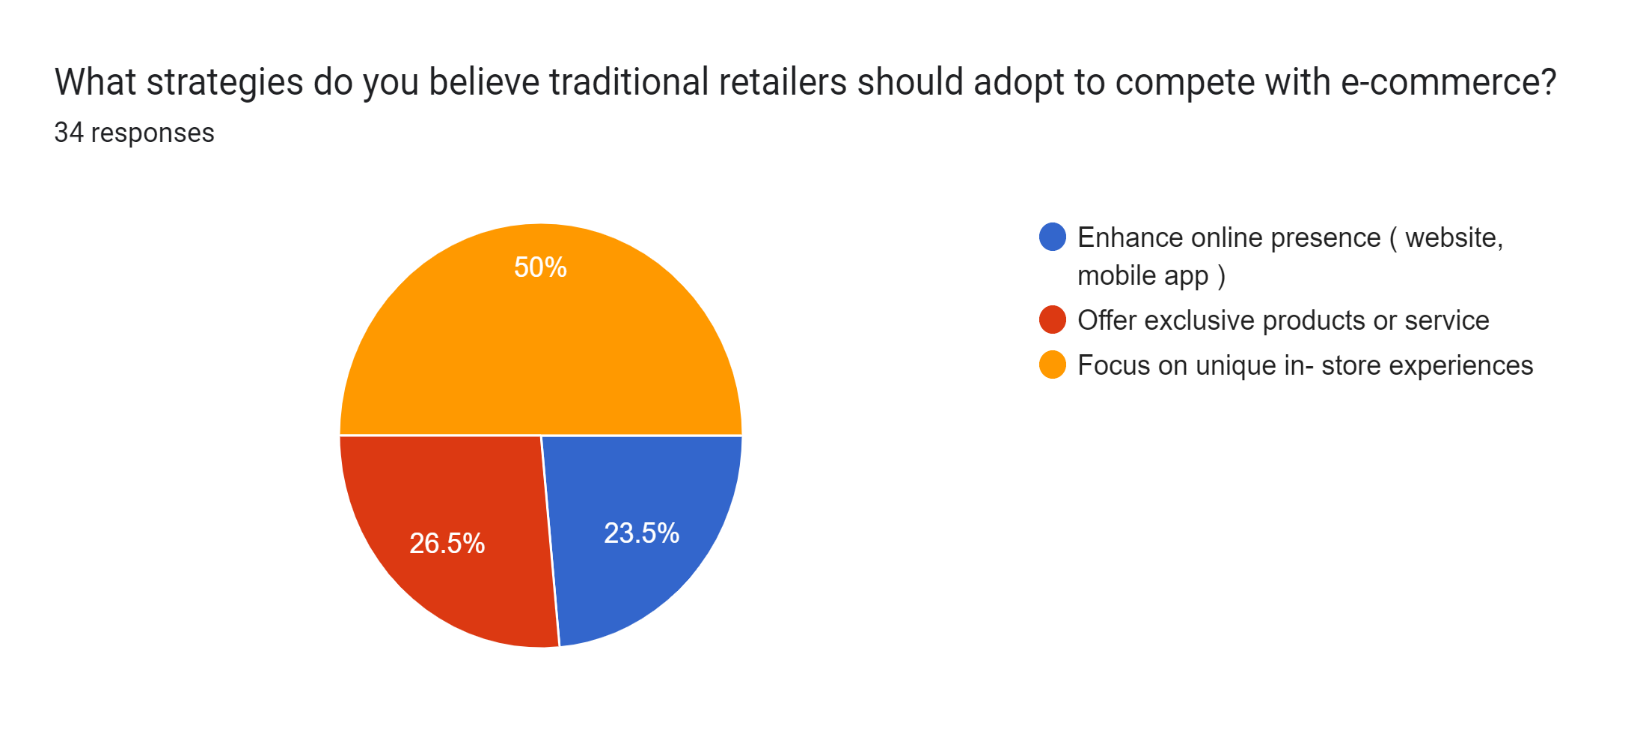 What strategies do you believe traditional retailers should adopt to compete with e-commerce?
34 responses
50%
26.5%
23.5%
Enhance online presence ( website,
mobile app )
Offer exclusive products or service
Focus on unique in- store experiences